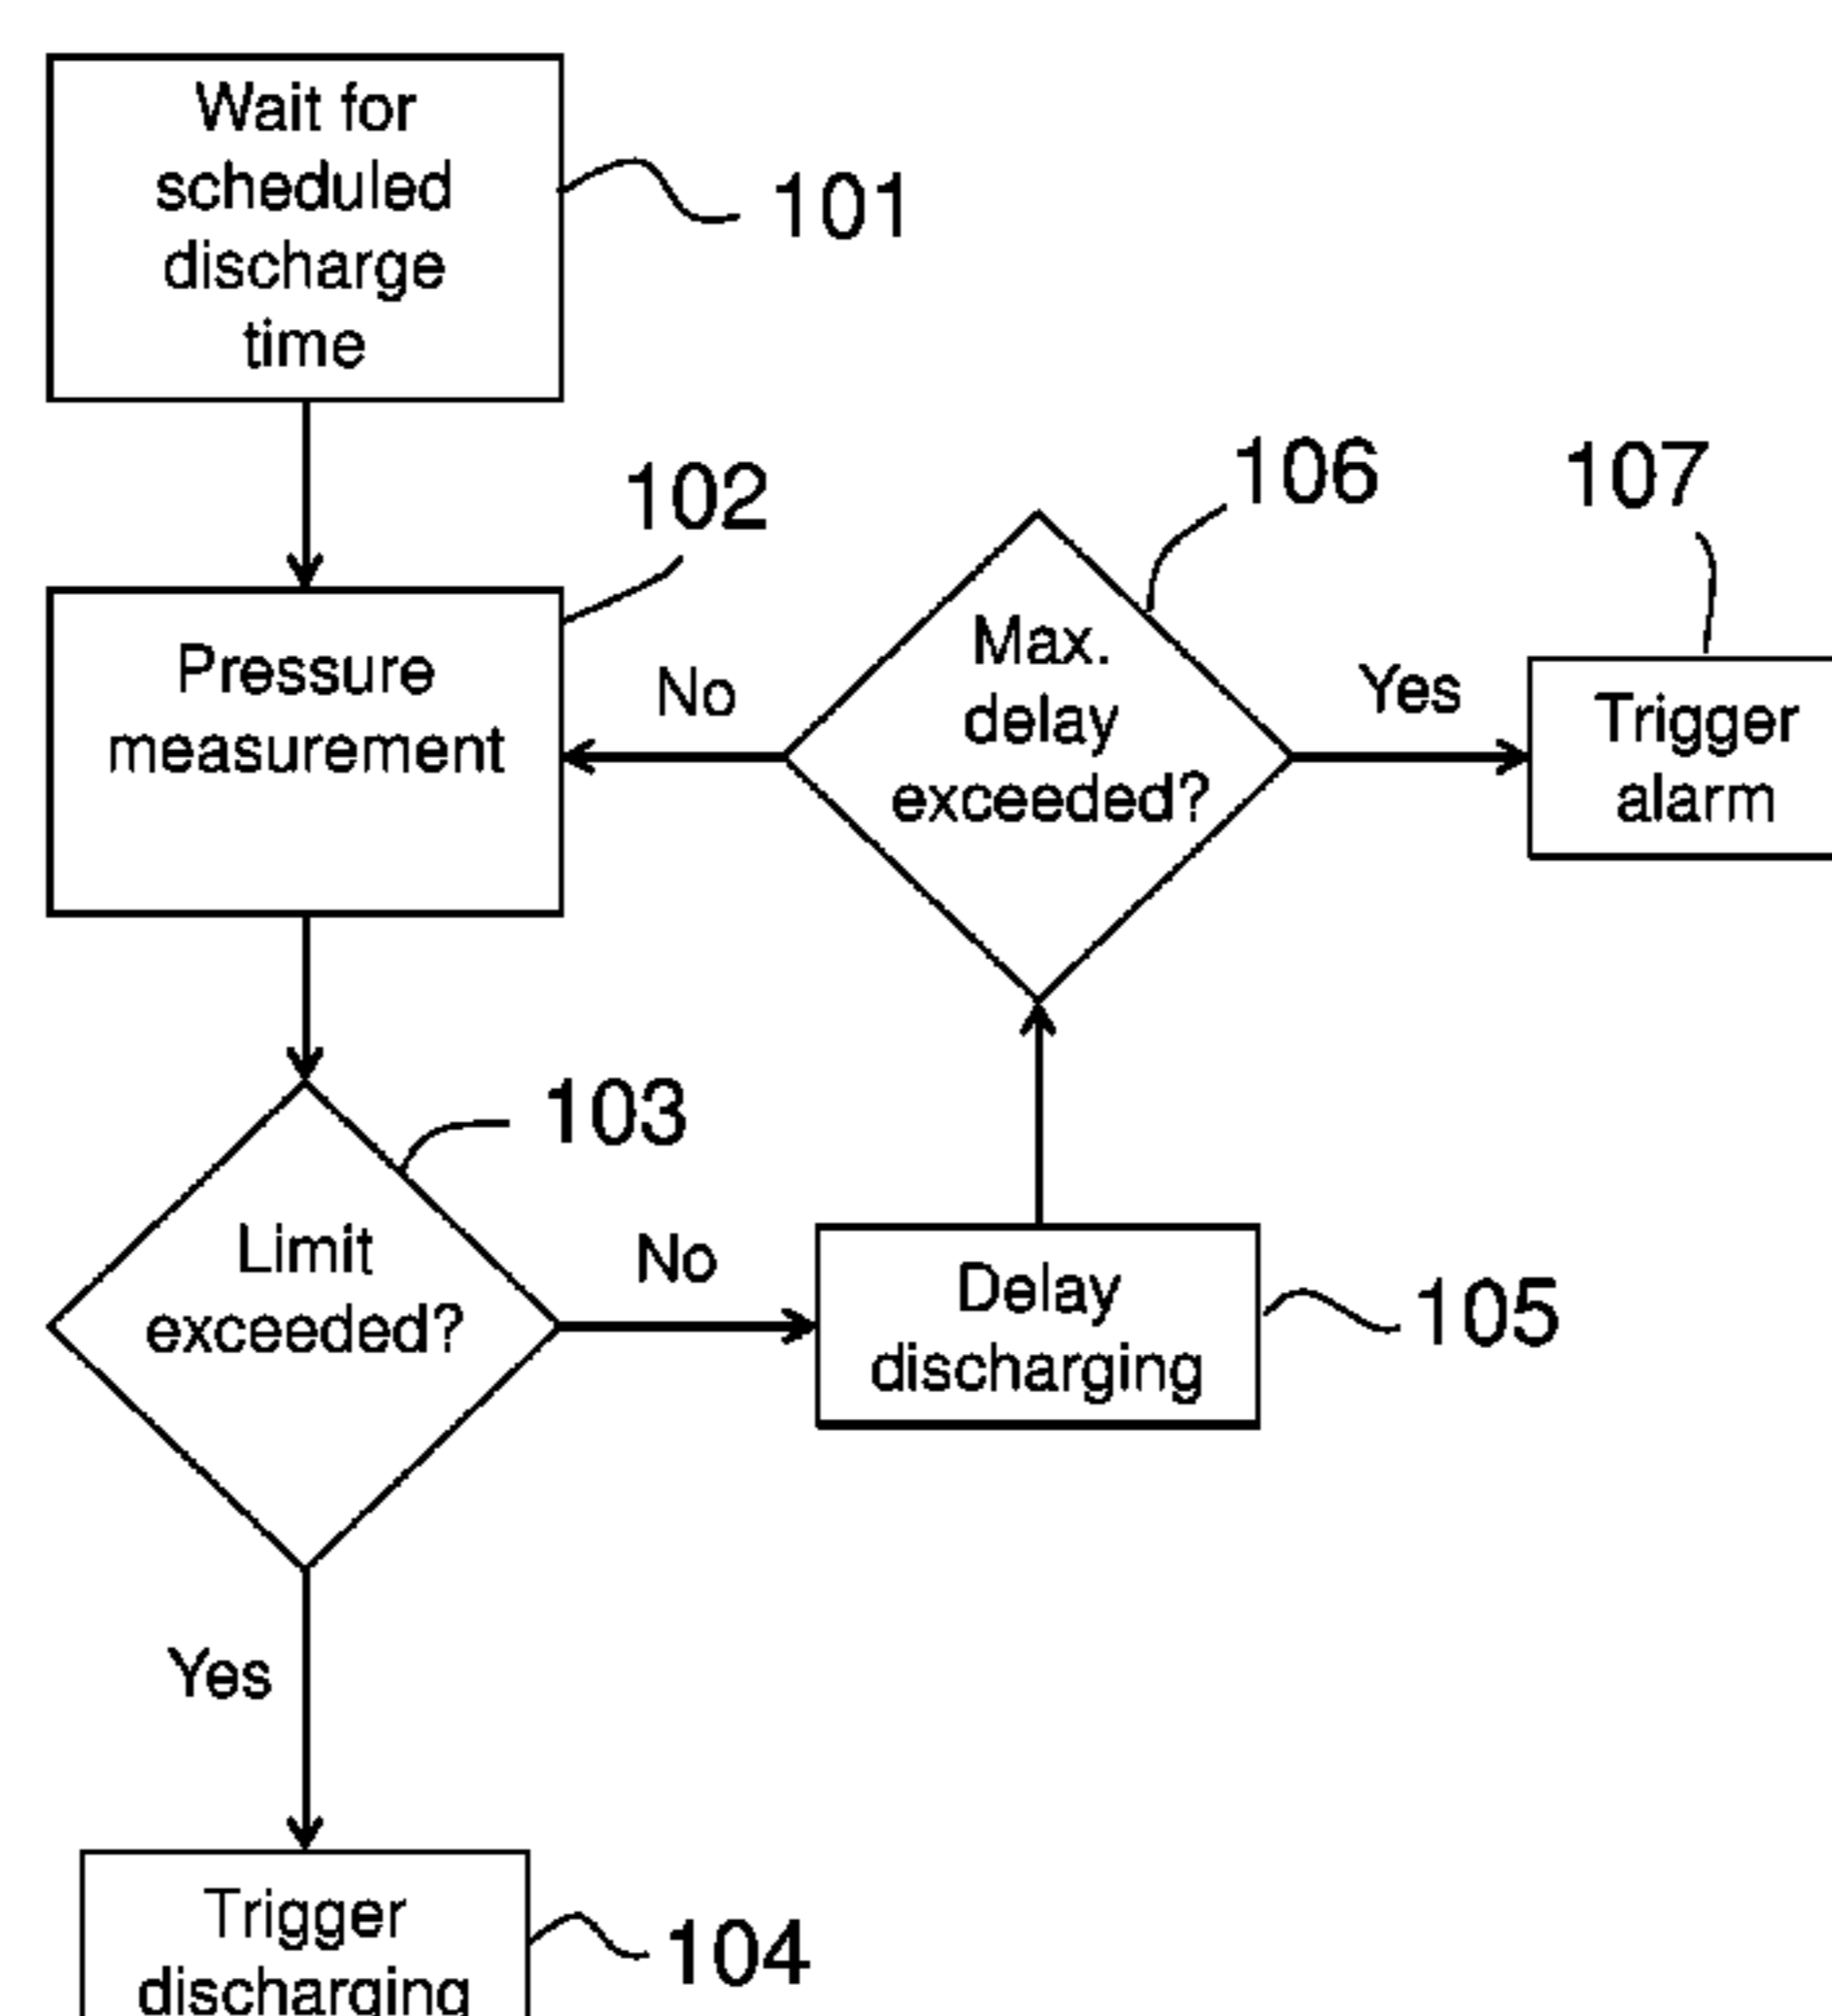 Wait for
scheduled
discharge
time
101
102
Pressure
measurement
No
106
Max.
delay
exceeded?
Yes
107
Trigger
alarm
103
Limit
exceeded?
No
Delay
discharging
105
Yes
Trigger
discharging
104